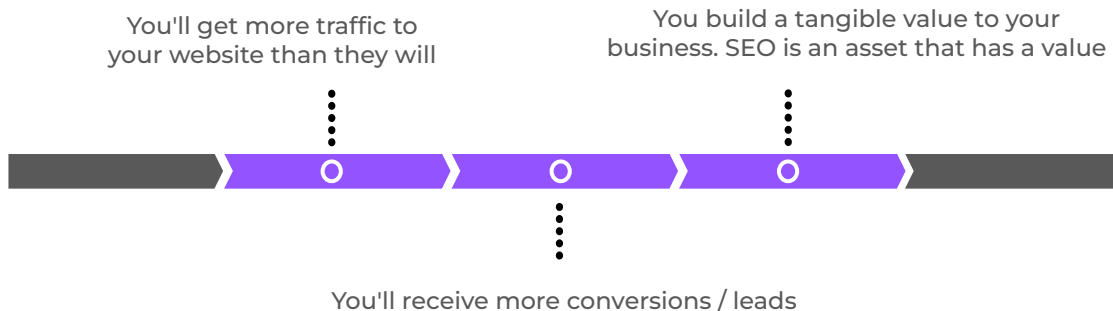 You'll get more traffic to
your website than they will
You'll receive more conversions / leads
You build a tangible value to your
business. SEO is an asset that has a value